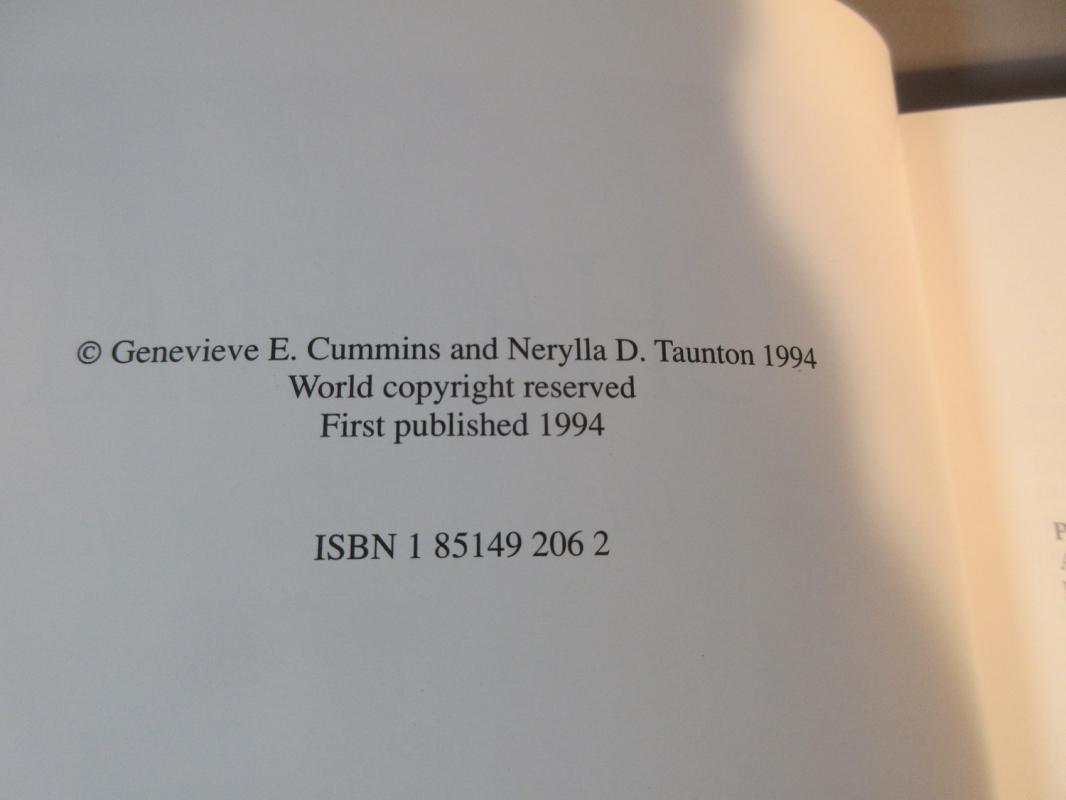 © Genevieve E. Cummins and Nerylla D. Taunton 1994
World copyright reserved
First published 1994
ISBN 1 85149 206 2